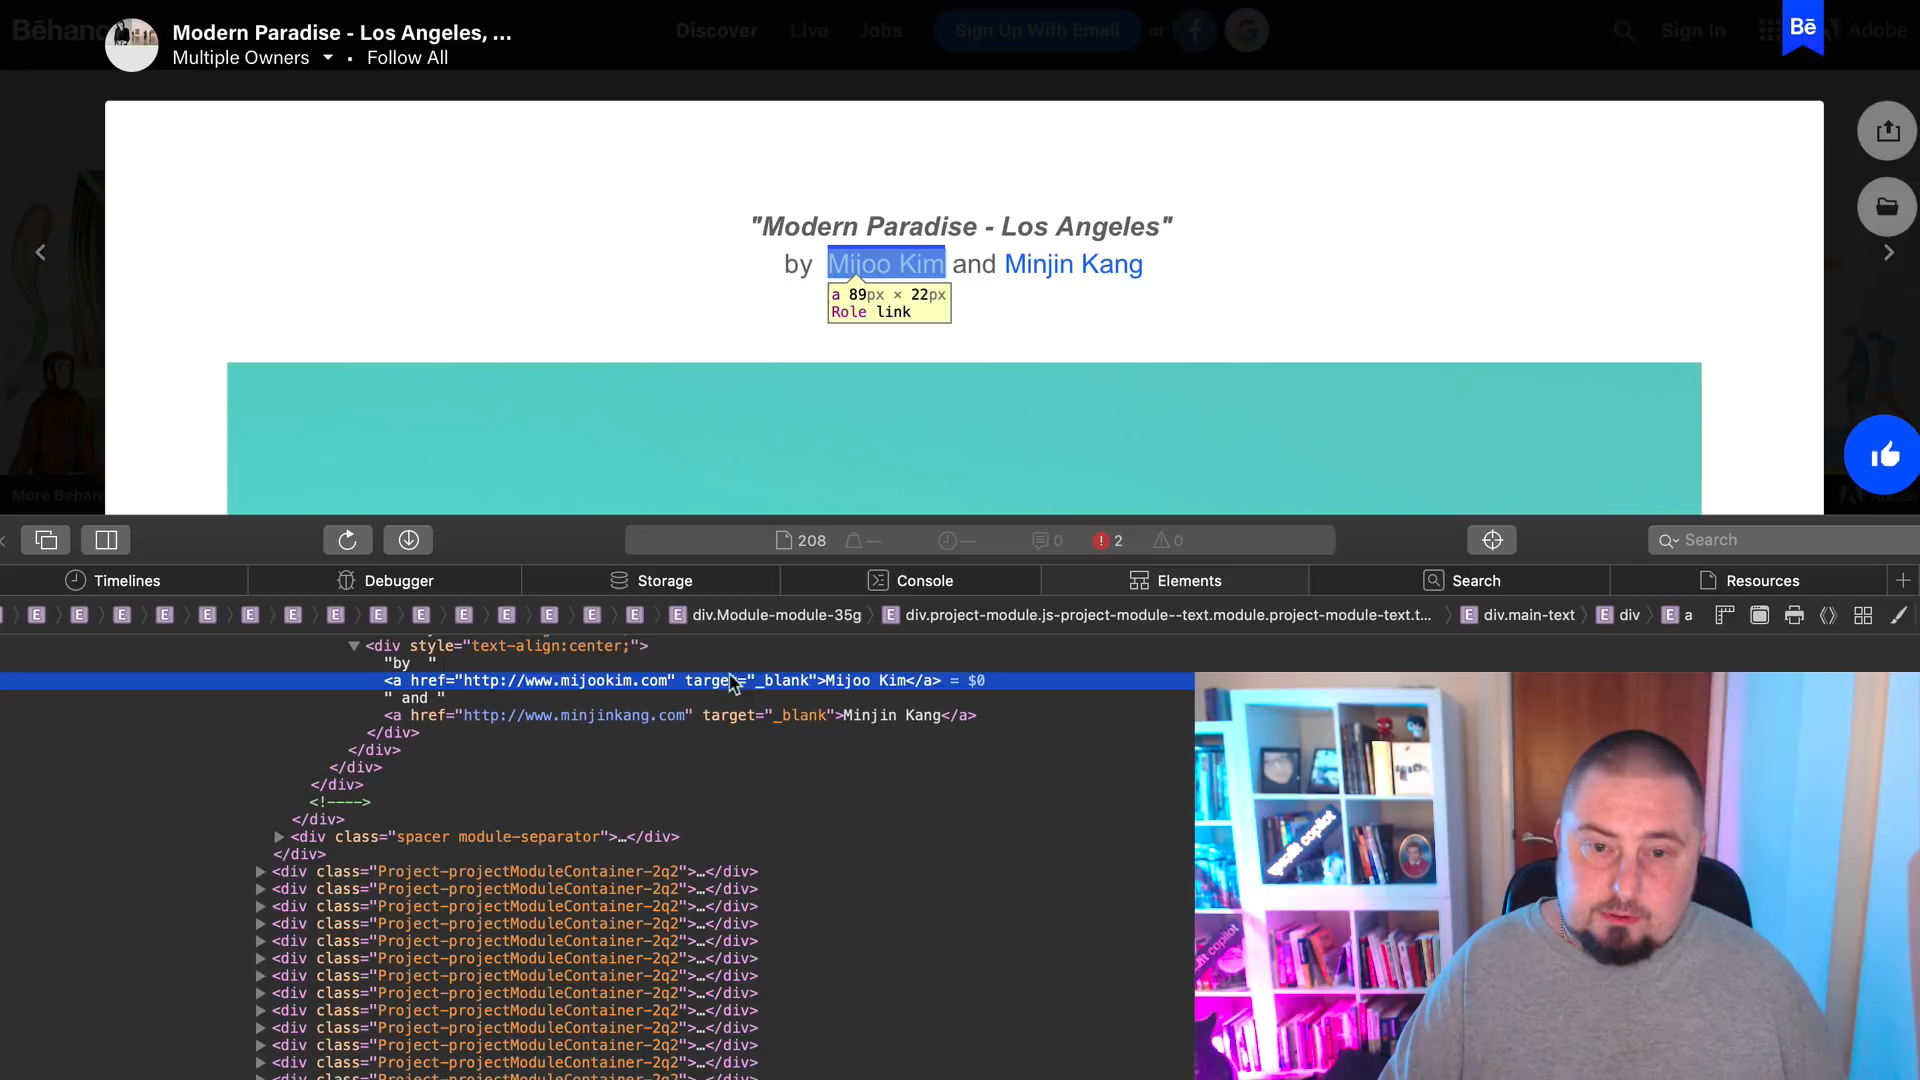 Bēhan
Modern Paradise - Los Angeles, ...
Multiple Owners • Follow All
Discover
Live
Jobs
Sign Up With Email
or
f
G
Sign In
Bē
Adobe
"Modern Paradise - Los Angeles"
by Mijoo Kim and Minjin Kang
a 89px × 22px
Role link
More Behan
208
—
—
0
2
0
Search
Timelines
Debugger
Storage
Console
Elements
Search
Resources
E E E E E E E E E E E E E E E E div.Module-module-35g E div.project-module.js-project-module--text.module.project-module-text.t... E div.main-text E div E a
<div style="text-align:center;">
"by  "
<a href="http://www.mijookim.com" target="_blank">Mijoo Kim</a> = $0
" and "
<a href="http://www.minjinkang.com" target="_blank">Minjin Kang</a>
</div>
</div>
</div>
</div>
<!---->
</div>
<div class="spacer module-separator">…</div>
</div>
<div class="Project-projectModuleContainer-2q2">…</div>
<div class="Project-projectModuleContainer-2q2">…</div>
<div class="Project-projectModuleContainer-2q2">…</div>
<div class="Project-projectModuleContainer-2q2">…</div>
<div class="Project-projectModuleContainer-2q2">…</div>
<div class="Project-projectModuleContainer-2q2">…</div>
<div class="Project-projectModuleContainer-2q2">…</div>
<div class="Project-projectModuleContainer-2q2">…</div>
<div class="Project-projectModuleContainer-2q2">…</div>
<div class="Project-projectModuleContainer-2q2">…</div>
<div class="Project-projectModuleContainer-2q2">…</div>
<div class="Project-projectModuleContainer-2q2">…</div>
copilot